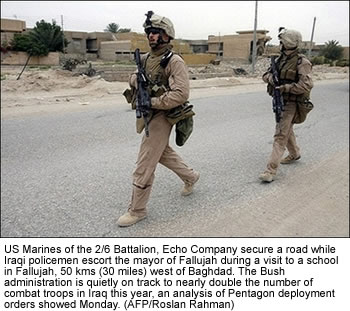 US Marines of the 2/6 Battalion, Echo Company secure a road while
Iraqi policemen escort the mayor of Fallujah during a visit to a school
in Fallujah, 50 kms (30 miles) west of Baghdad. The Bush
administration is quietly on track to nearly double the number of
combat troops in Iraq this year, an analysis of Pentagon deployment
orders showed Monday. (AFP/Roslan Rahman)